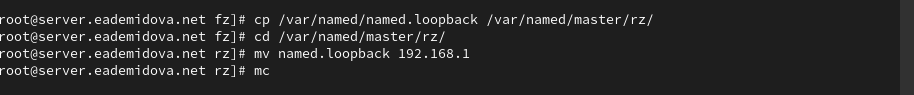 root@server.eademidova.net fz]# cp /var/named/named.loopback /var/named/master/rz/
root@server.eademidova.net fz]# cd /var/named/master/rz/
root@server.eademidova.net rz]# mv named.loopback 192.168.1
root@server.eademidova.net rz]# mc